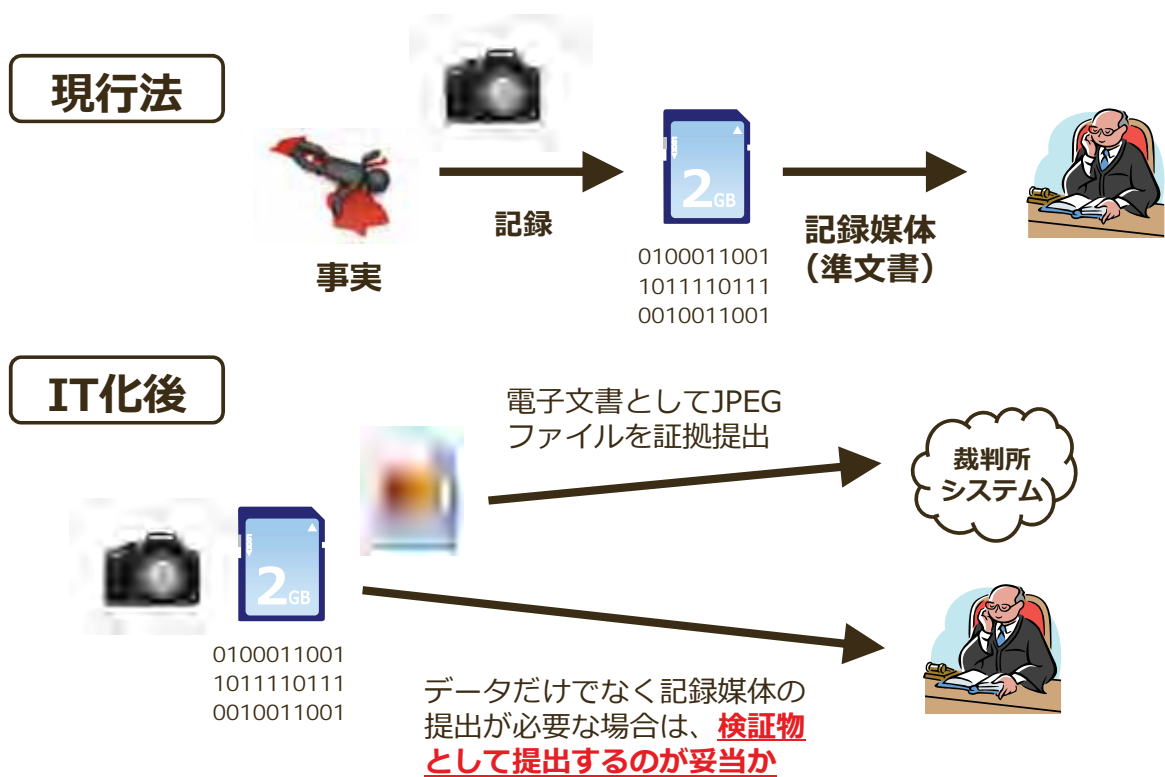 現行法
2
GB
記録
記録媒体
（準文書）
事実
0100011001
1011110111
0010011001
IT化後
電子文書としてJPEG
ファイルを証拠提出
裁判所
システム
2
GB
0100011001
1011110111
0010011001
データだけでなく記録媒体の
提出が必要な場合は、検証物
として提出するのが妥当か